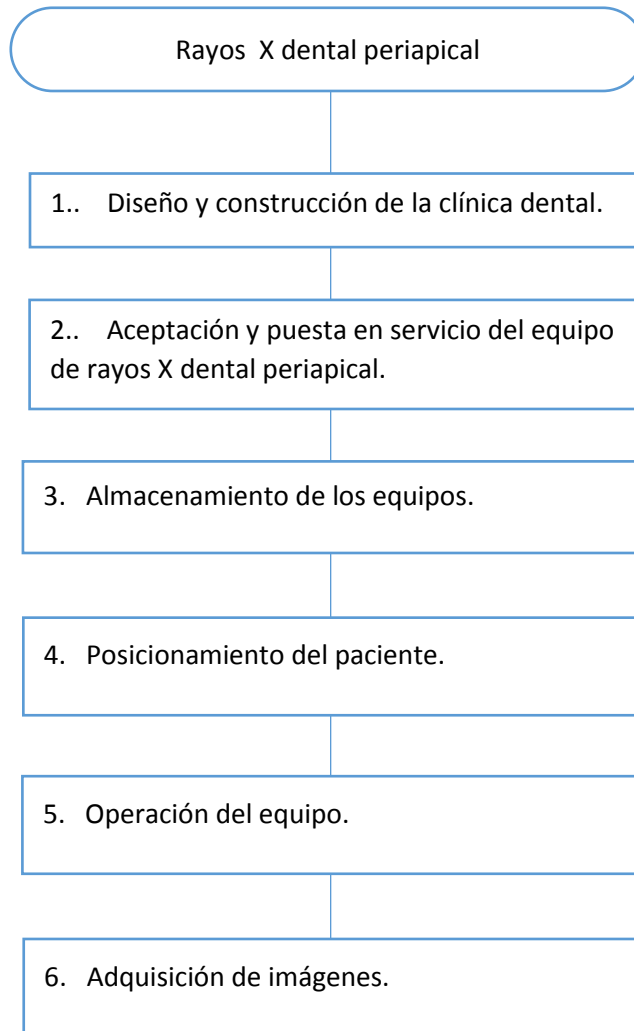 Rayos X dental periapical
1.. Diseño y construcción de la clínica dental.
2.. Aceptación y puesta en servicio del equipo
de rayos X dental periapical.
3. Almacenamiento de los equipos.
4. Posicionamiento del paciente.
5. Operación del equipo.
6. Adquisición de imágenes.